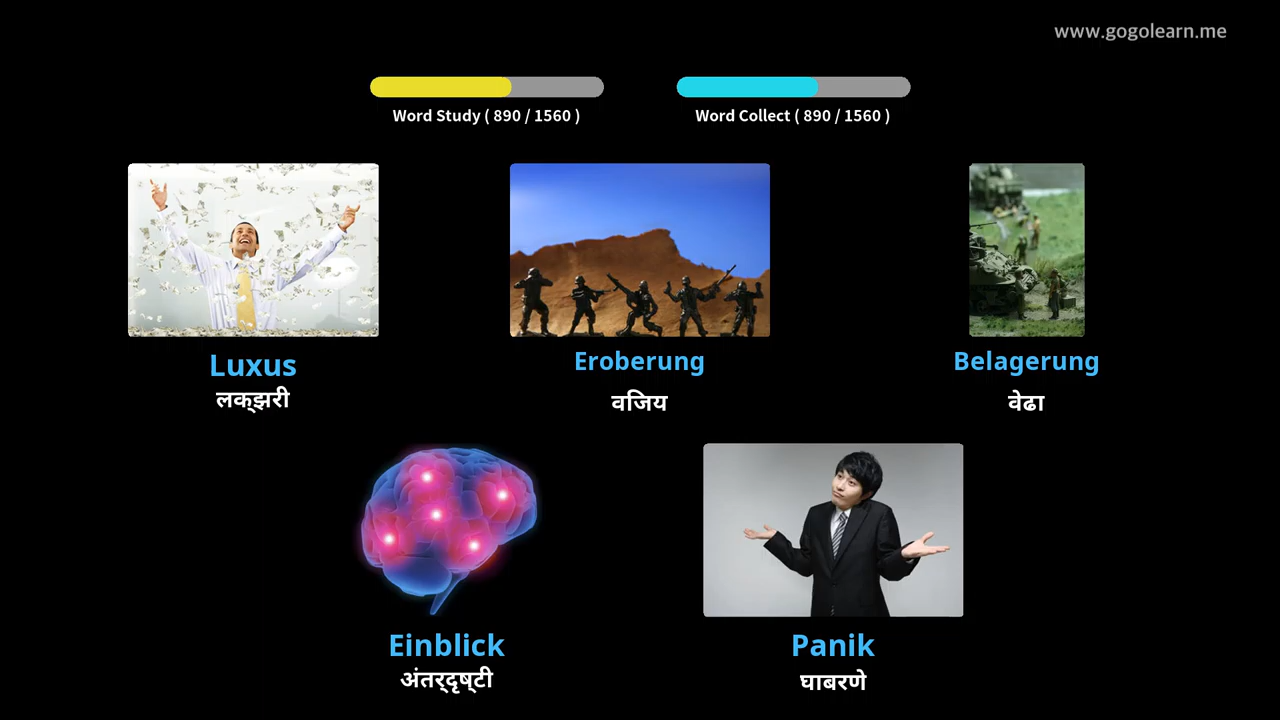 www.gogolearn.me
Word Study ( 890 / 1560 )
Word Collect ( 890 / 1560 )
Luxus
लक्झरी
Eroberung
वजिय
Belagerung
वेढा
Einblick
अंतर्दृष्टी
Panik
घाबरणे